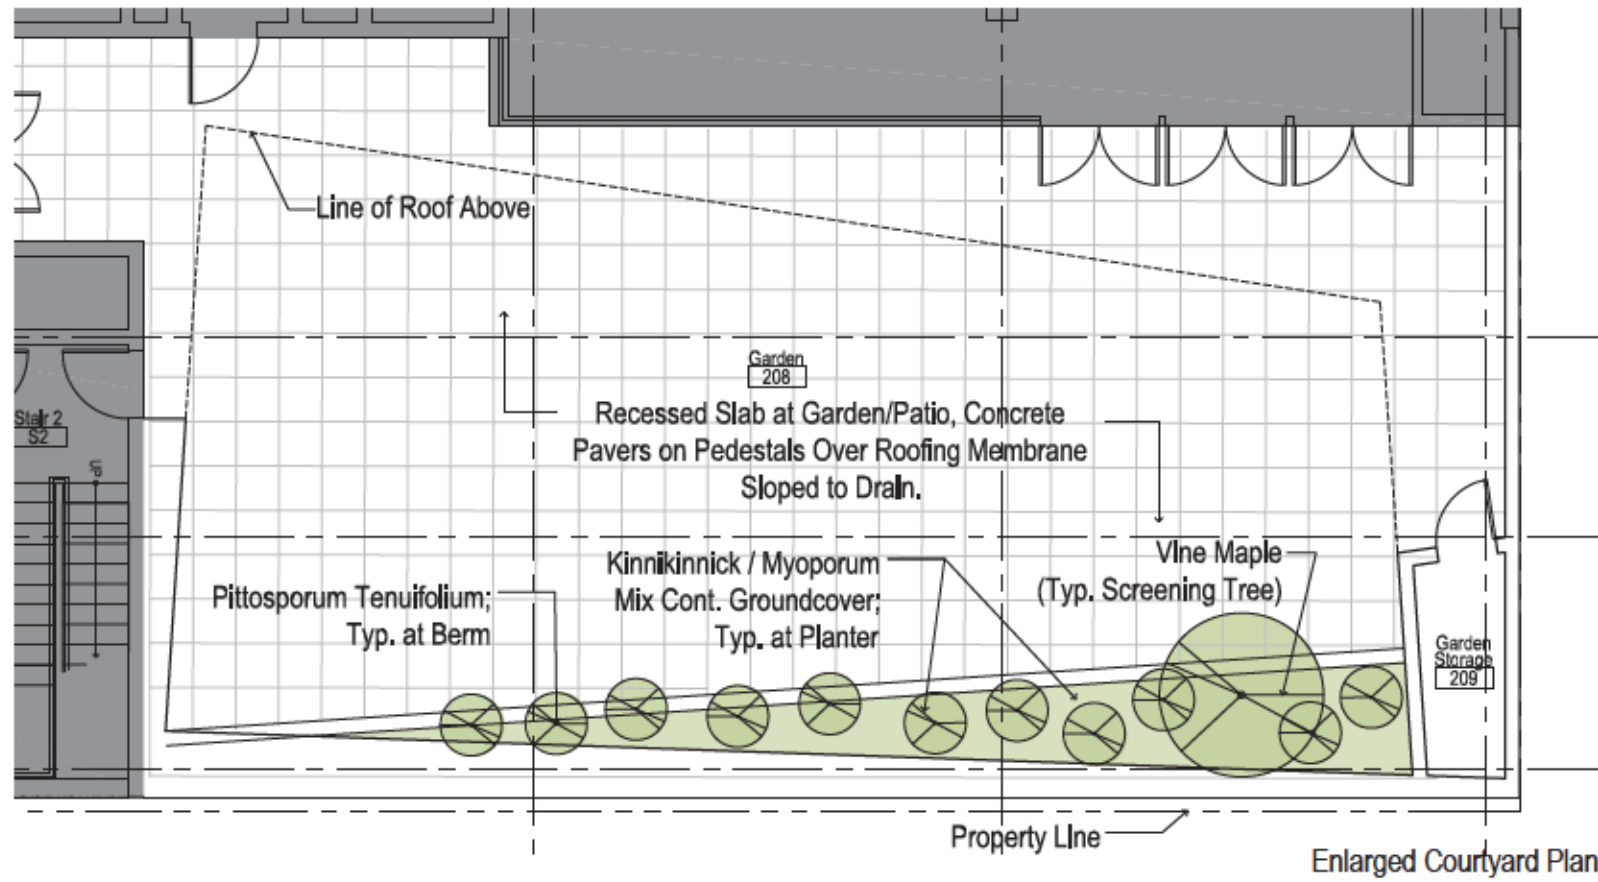 Line of Roof Above
Garden
208
Recessed Slab at Garden/Patio, Concrete
Pavers on Pedestals Over Roofing Membrane
Sloped to Drain.
Stair 2
S2
UP
Kinnikinnick / Myoporum
Mix Cont. Groundcover;
Typ. at Planter
Vine Maple
(Typ. Screening Tree)
Pittosporum Tenuifolium;
Typ. at Berm
Garden
Storage
209
Property Line
Enlarged Courtyard Plan